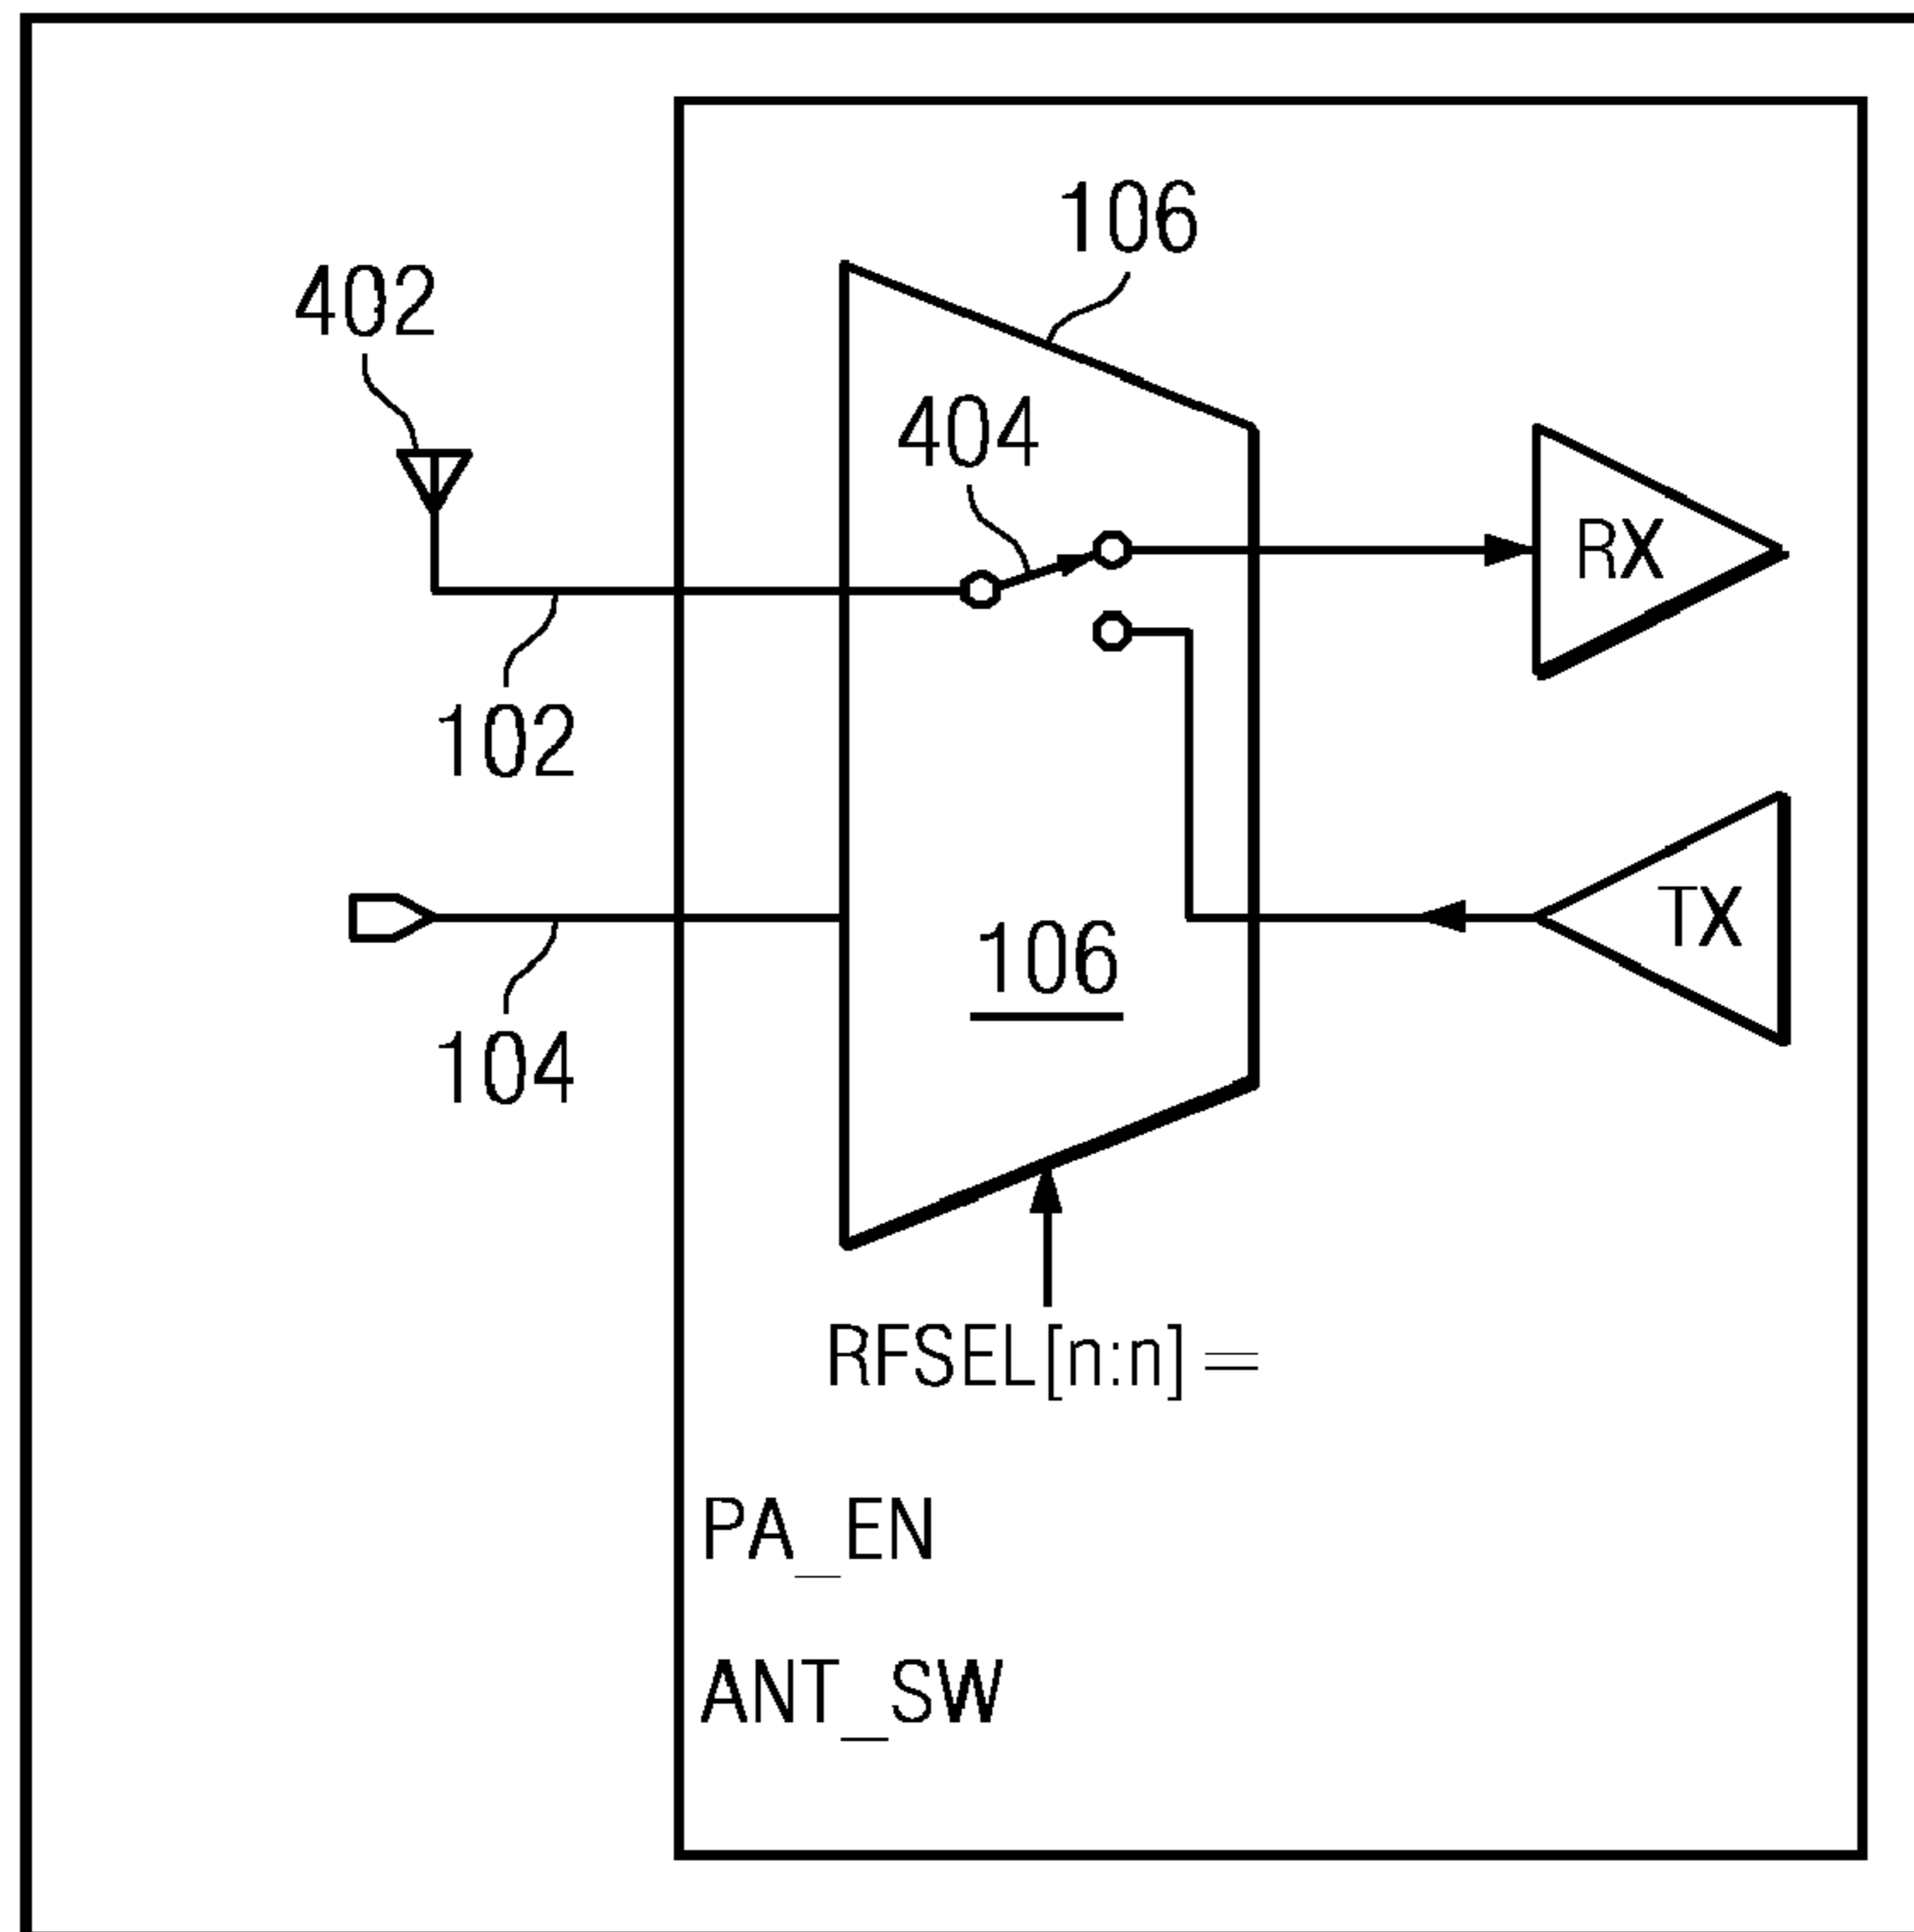 106
402
404
RX
102
TX
106
104
RFSEL[n:n]=
PA_EN
ANT_SW